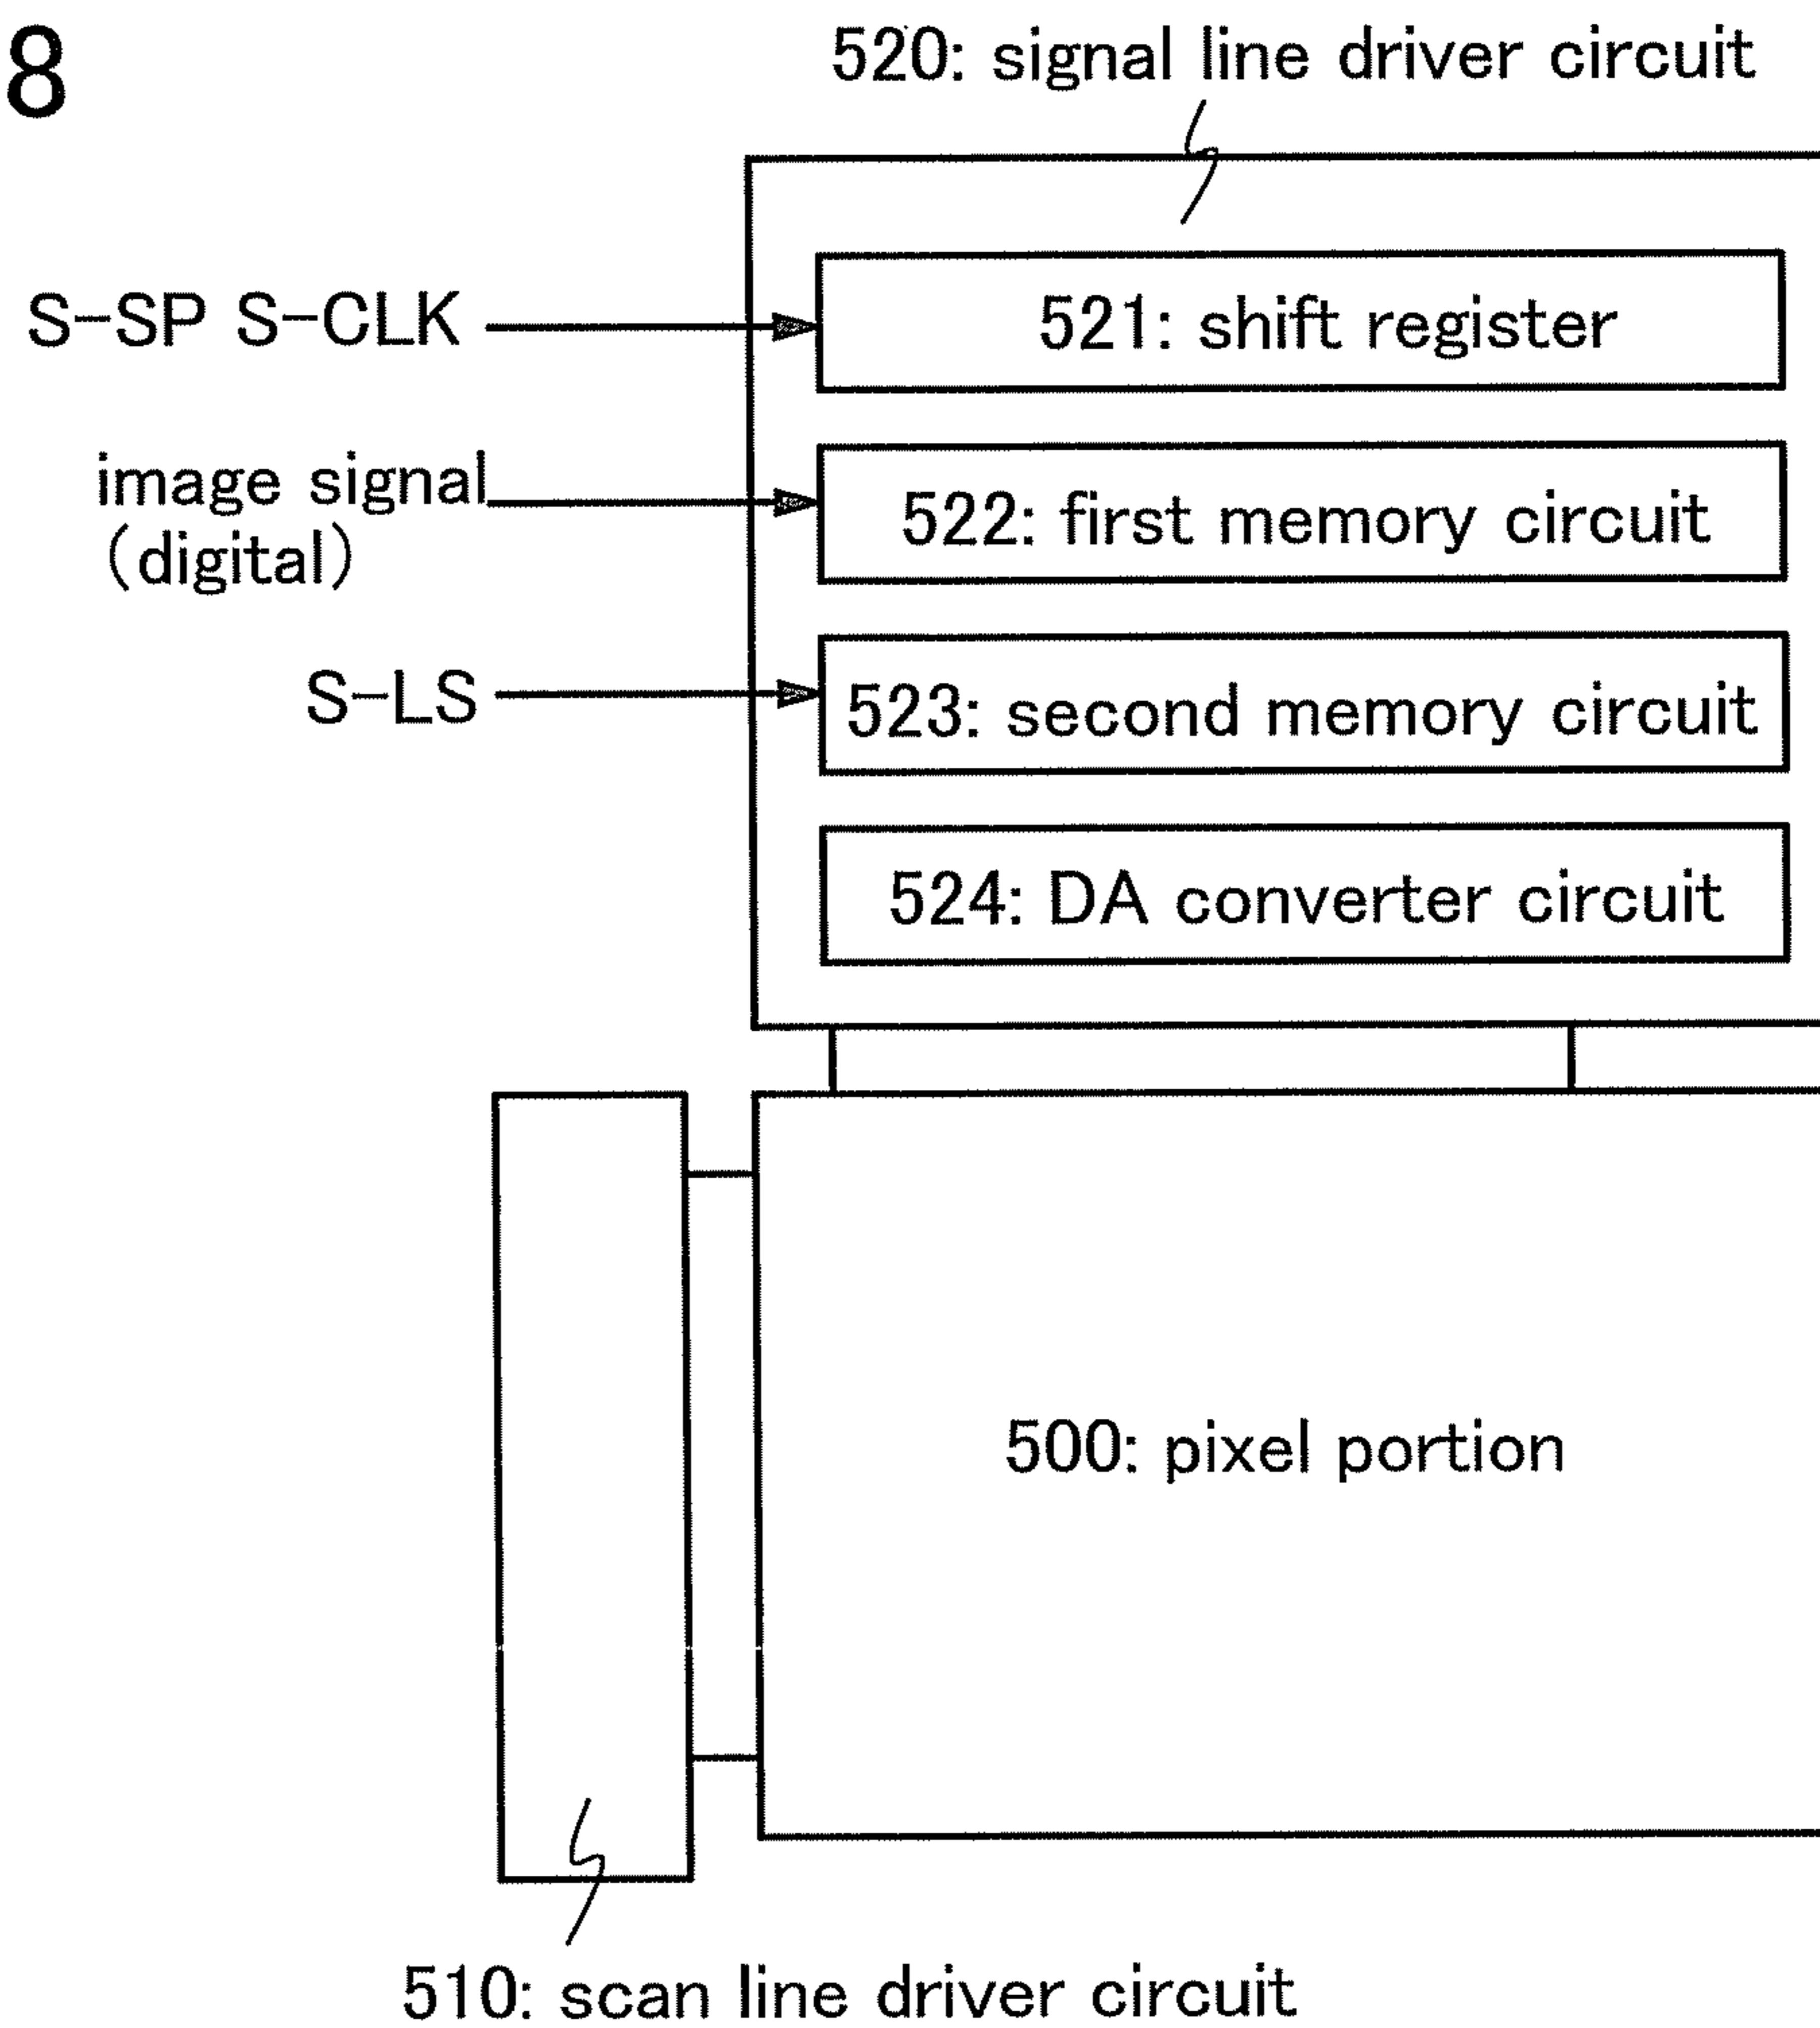 8
520: signal line driver circuit
S-SP S-CLK
521: shift register
image signal
(digital)
522: first memory circuit
S-LS
523: second memory circuit
524: DA converter circuit
500: pixel portion
510: scan line driver circuit